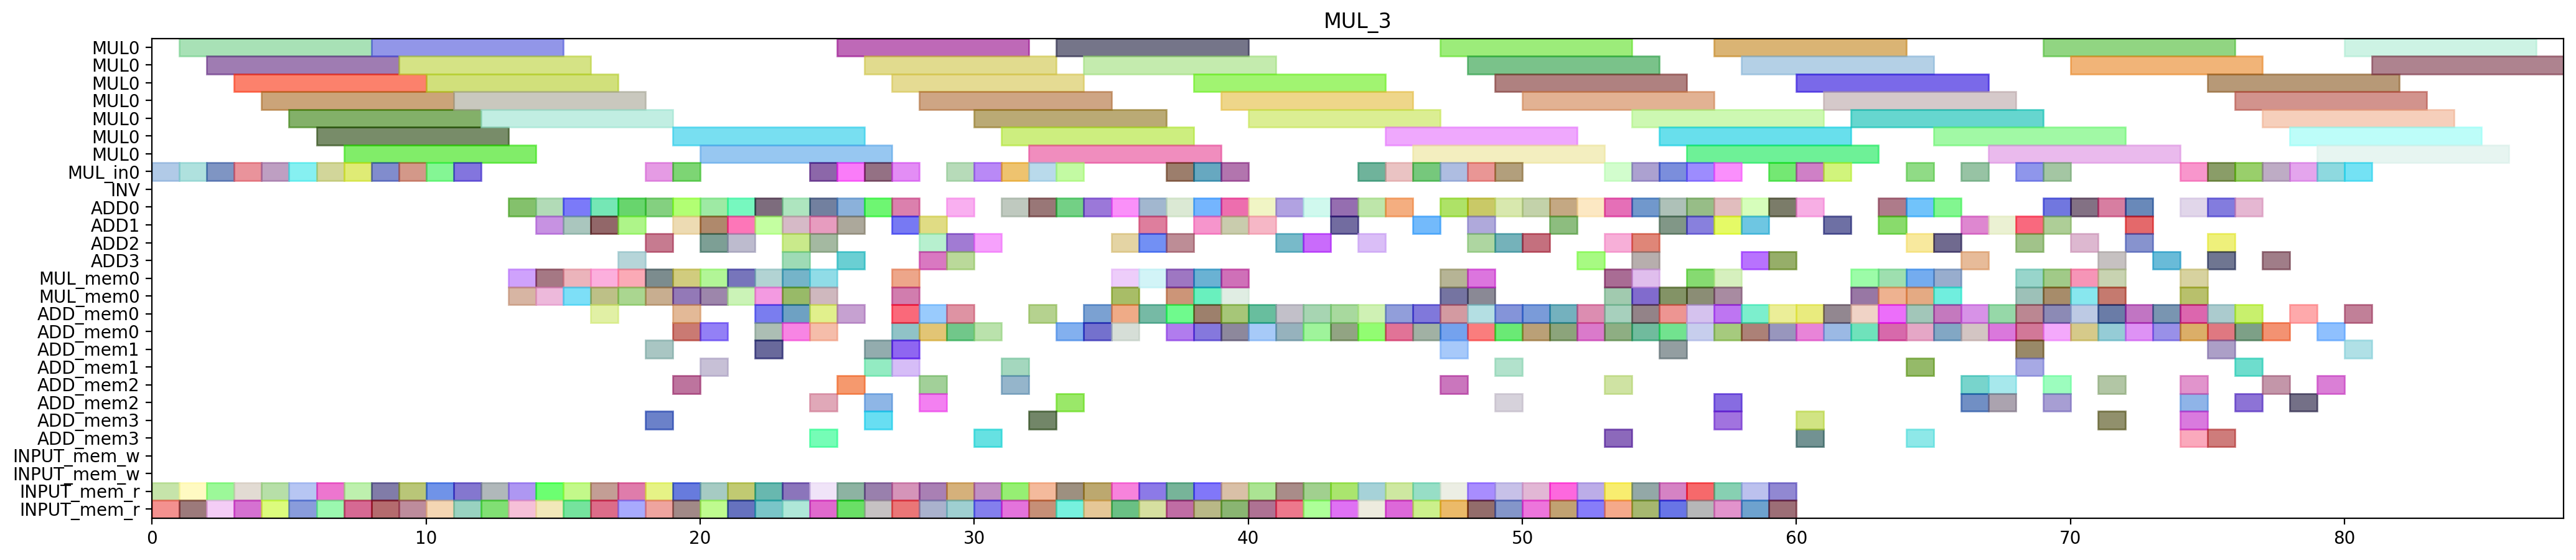 MUL_3
MUL0
MUL0
MUL0
MUL0
MUL0
MUL0
MUL0
MUL_in0
INV
ADD0
ADD1
ADD2
ADD3
MUL_mem0
MUL_mem0
ADD_mem0
ADD_mem0
ADD_mem1
ADD_mem1
ADD_mem2
ADD_mem2
ADD_mem3
ADD_mem3
INPUT_mem_w
INPUT_mem_w
INPUT_mem_r
INPUT_mem_r
0 10 20 30 40 50 60 70 80